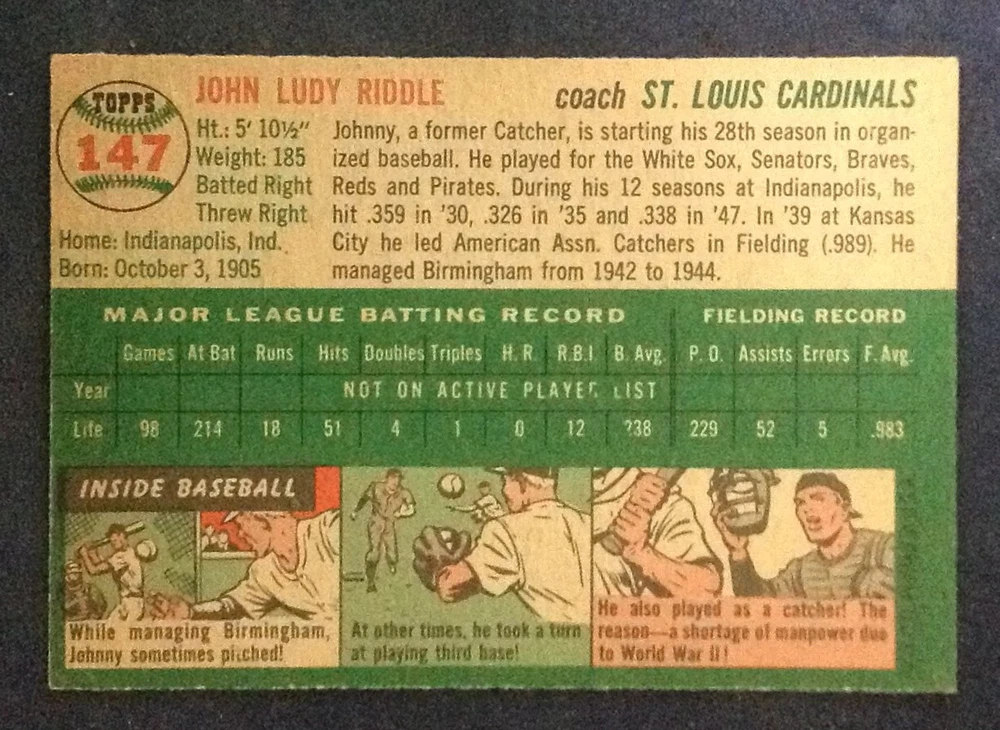 TOPPS
147
JOHN LUDY RIDDLE
coach ST. LOUIS CARDINALS
Ht.: 5' 10½"
Weight: 185
Batted Right
Threw Right
Home: Indianapolis, Ind.
Born: October 3, 1905
Johnny, a former Catcher, is starting his 28th season in organ-
ized baseball. He played for the White Sox, Senators, Braves,
Reds and Pirates. During his 12 seasons at Indianapolis, he
hit .359 in '30, .326 in '35 and .338 in '47. In '39 at Kansas
City he led American Assn. Catchers in Fielding (.989). He
managed Birmingham from 1942 to 1944.
MAJOR LEAGUE BATTING RECORD FIELDING RECORD
Games At Bat Runs Hits Doubles Triples H. R. R.B.I B. Avg. P. O. Assists Errors F. Avg.
Year NOT ON ACTIVE PLAYER LIST
Life 98 214 18 51 4 1 0 12 .238 229 52 5 .983
INSIDE BASEBALL
While managing Birmingham,
Johnny sometimes pitched!
At other times, he took a turn
at playing third base!
He also played as a catcher! The
reason—a shortage of manpower due
to World War II!